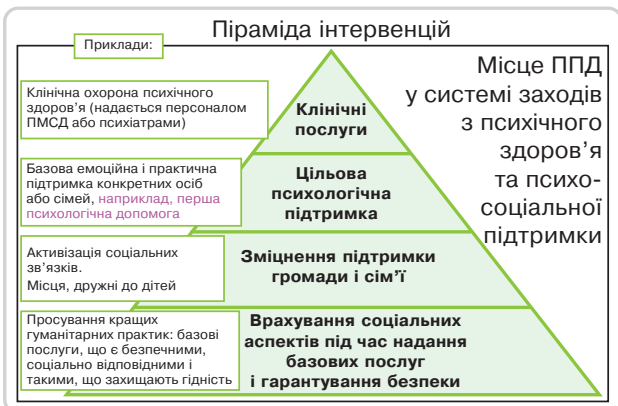 Піраміда інтервенцій
Приклади:
Місце ППД
у системі заходів
з психічного
здоров’я
та психо-
соціальної
підтримки
Клінічна охорона психічного
здоров’я (надається персоналом
ПМСД або психіатрами)
Клінічні
послуги
Базова емоційна і практична
підтримка конкретних осіб
або сімей, наприклад, перша
психологічна допомога
Цільова
психологічна
підтримка
Активізація соціальних
зв’язків.
Місця, дружні до дітей
Зміцнення підтримки
громади і сім’ї
Просування кращих
гуманітарних практик: базові
послуги, що є безпечними,
соціально відповідними і
такими, що захищають гідність
Врахування соціальних
аспектів під час надання
базових послуг
і гарантування безпеки